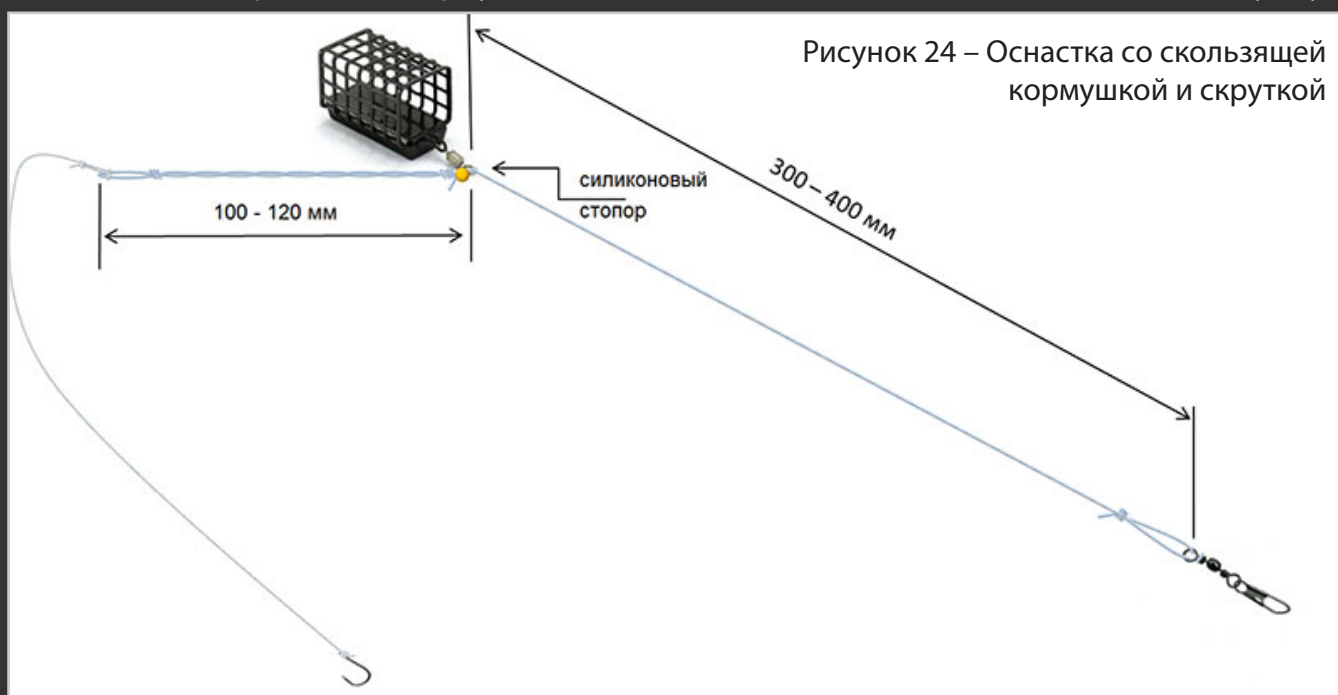 Рисунок 24 – Оснастка со скользящей
кормушкой и скруткой
300 – 400 мм
силиконовый
стопор
100 - 120 мм